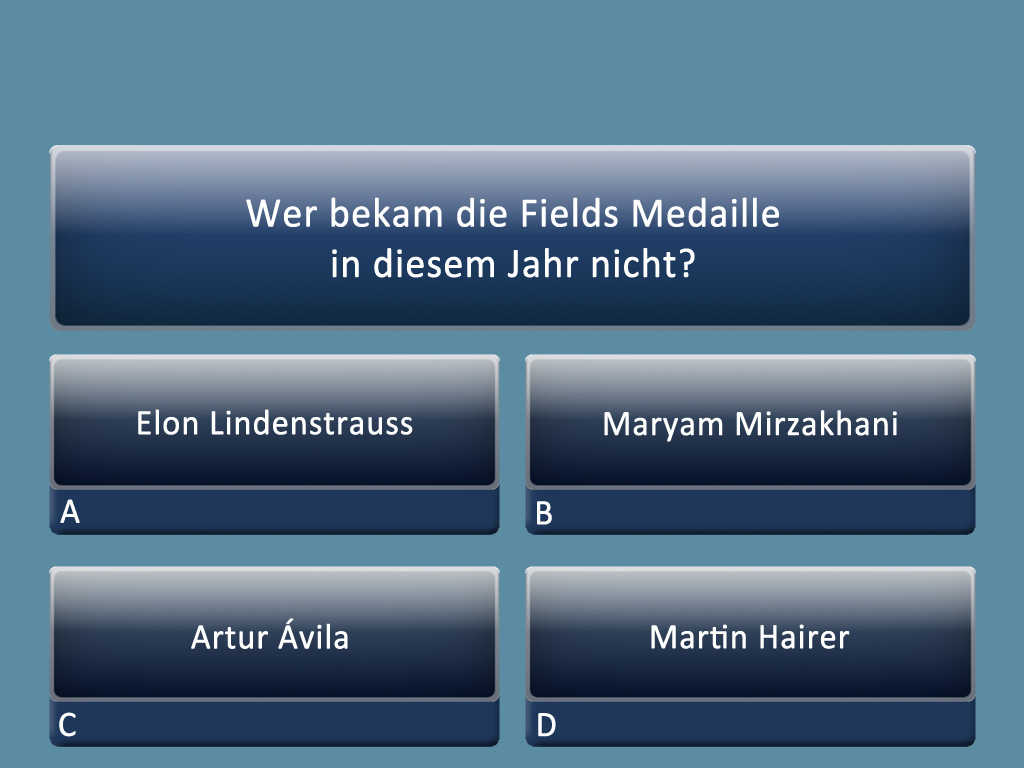 Wer bekam die Fields Medaille
in diesem Jahr nicht?
Elon Lindenstrauss
A
Maryam Mirzakhani
B
Artur Ávila
C
Martin Hairer
D